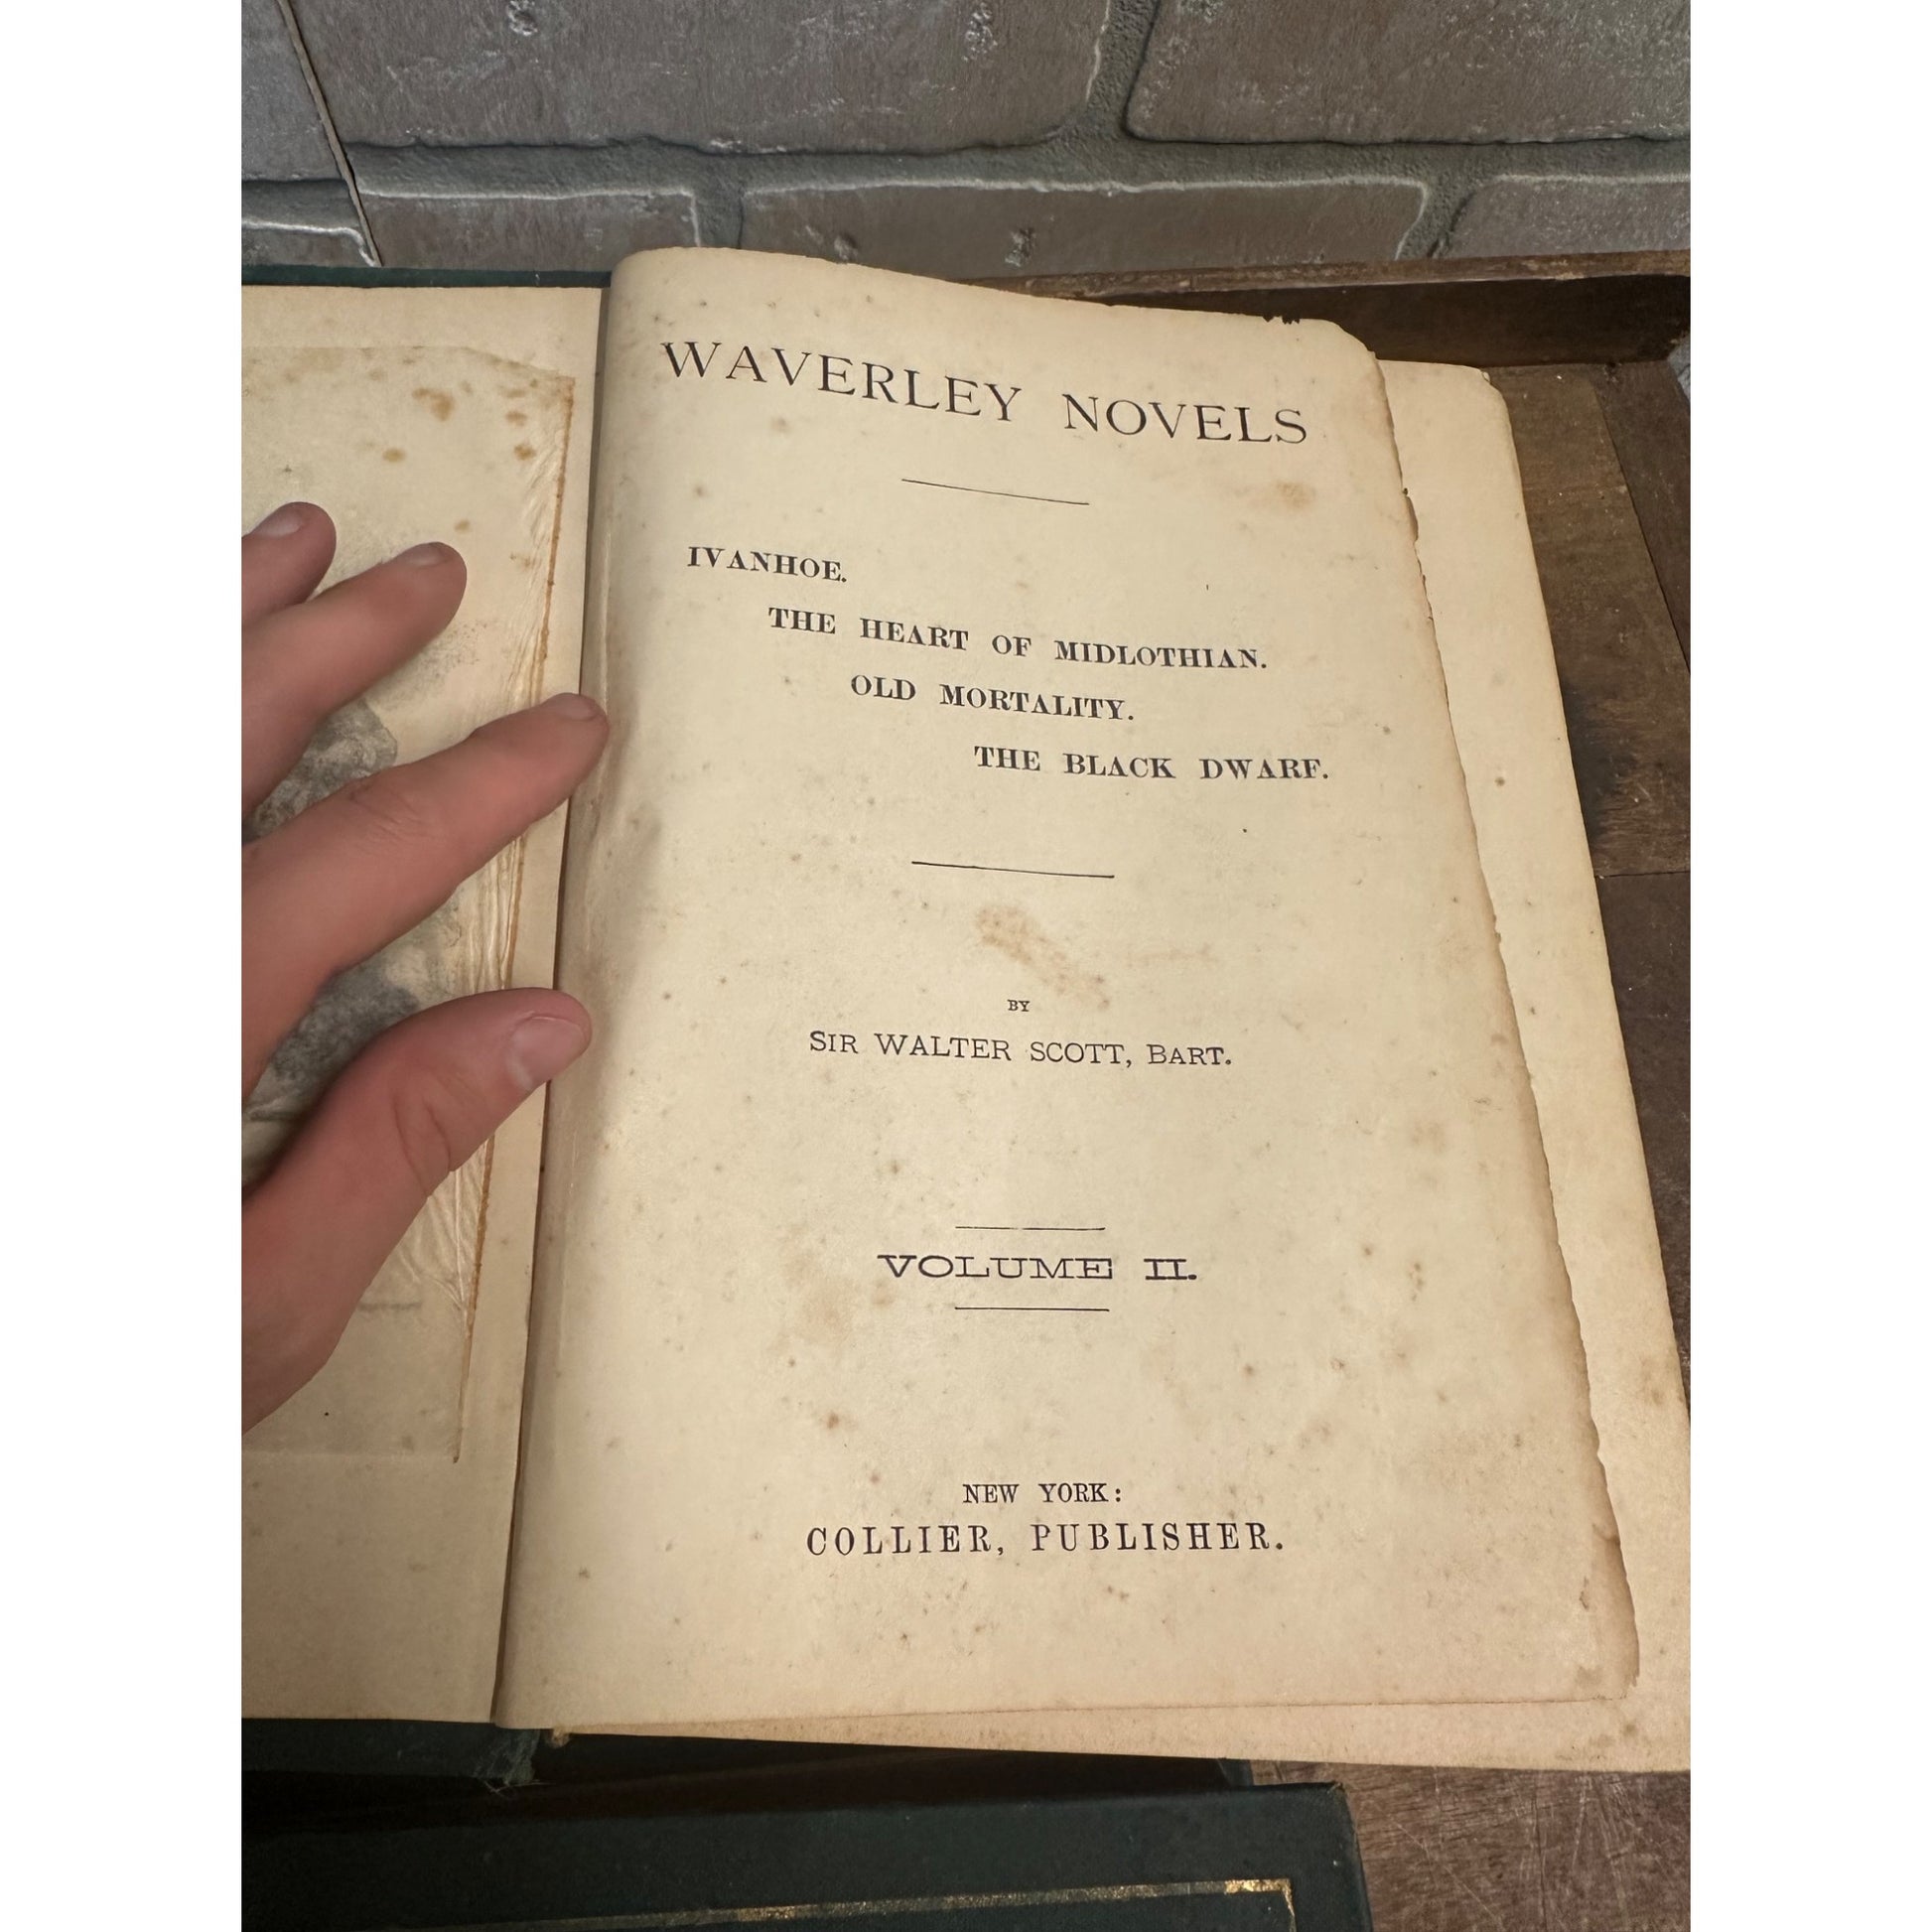 WAVERLEY NOVELS
IVANHOE.
THE HEART OF MIDLOTHIAN.
OLD MORTALITY.
THE BLACK DWARF.
BY
SIR WALTER SCOTT, BART.
VOLUME II.
NEW YORK:
COLLIER, PUBLISHER.